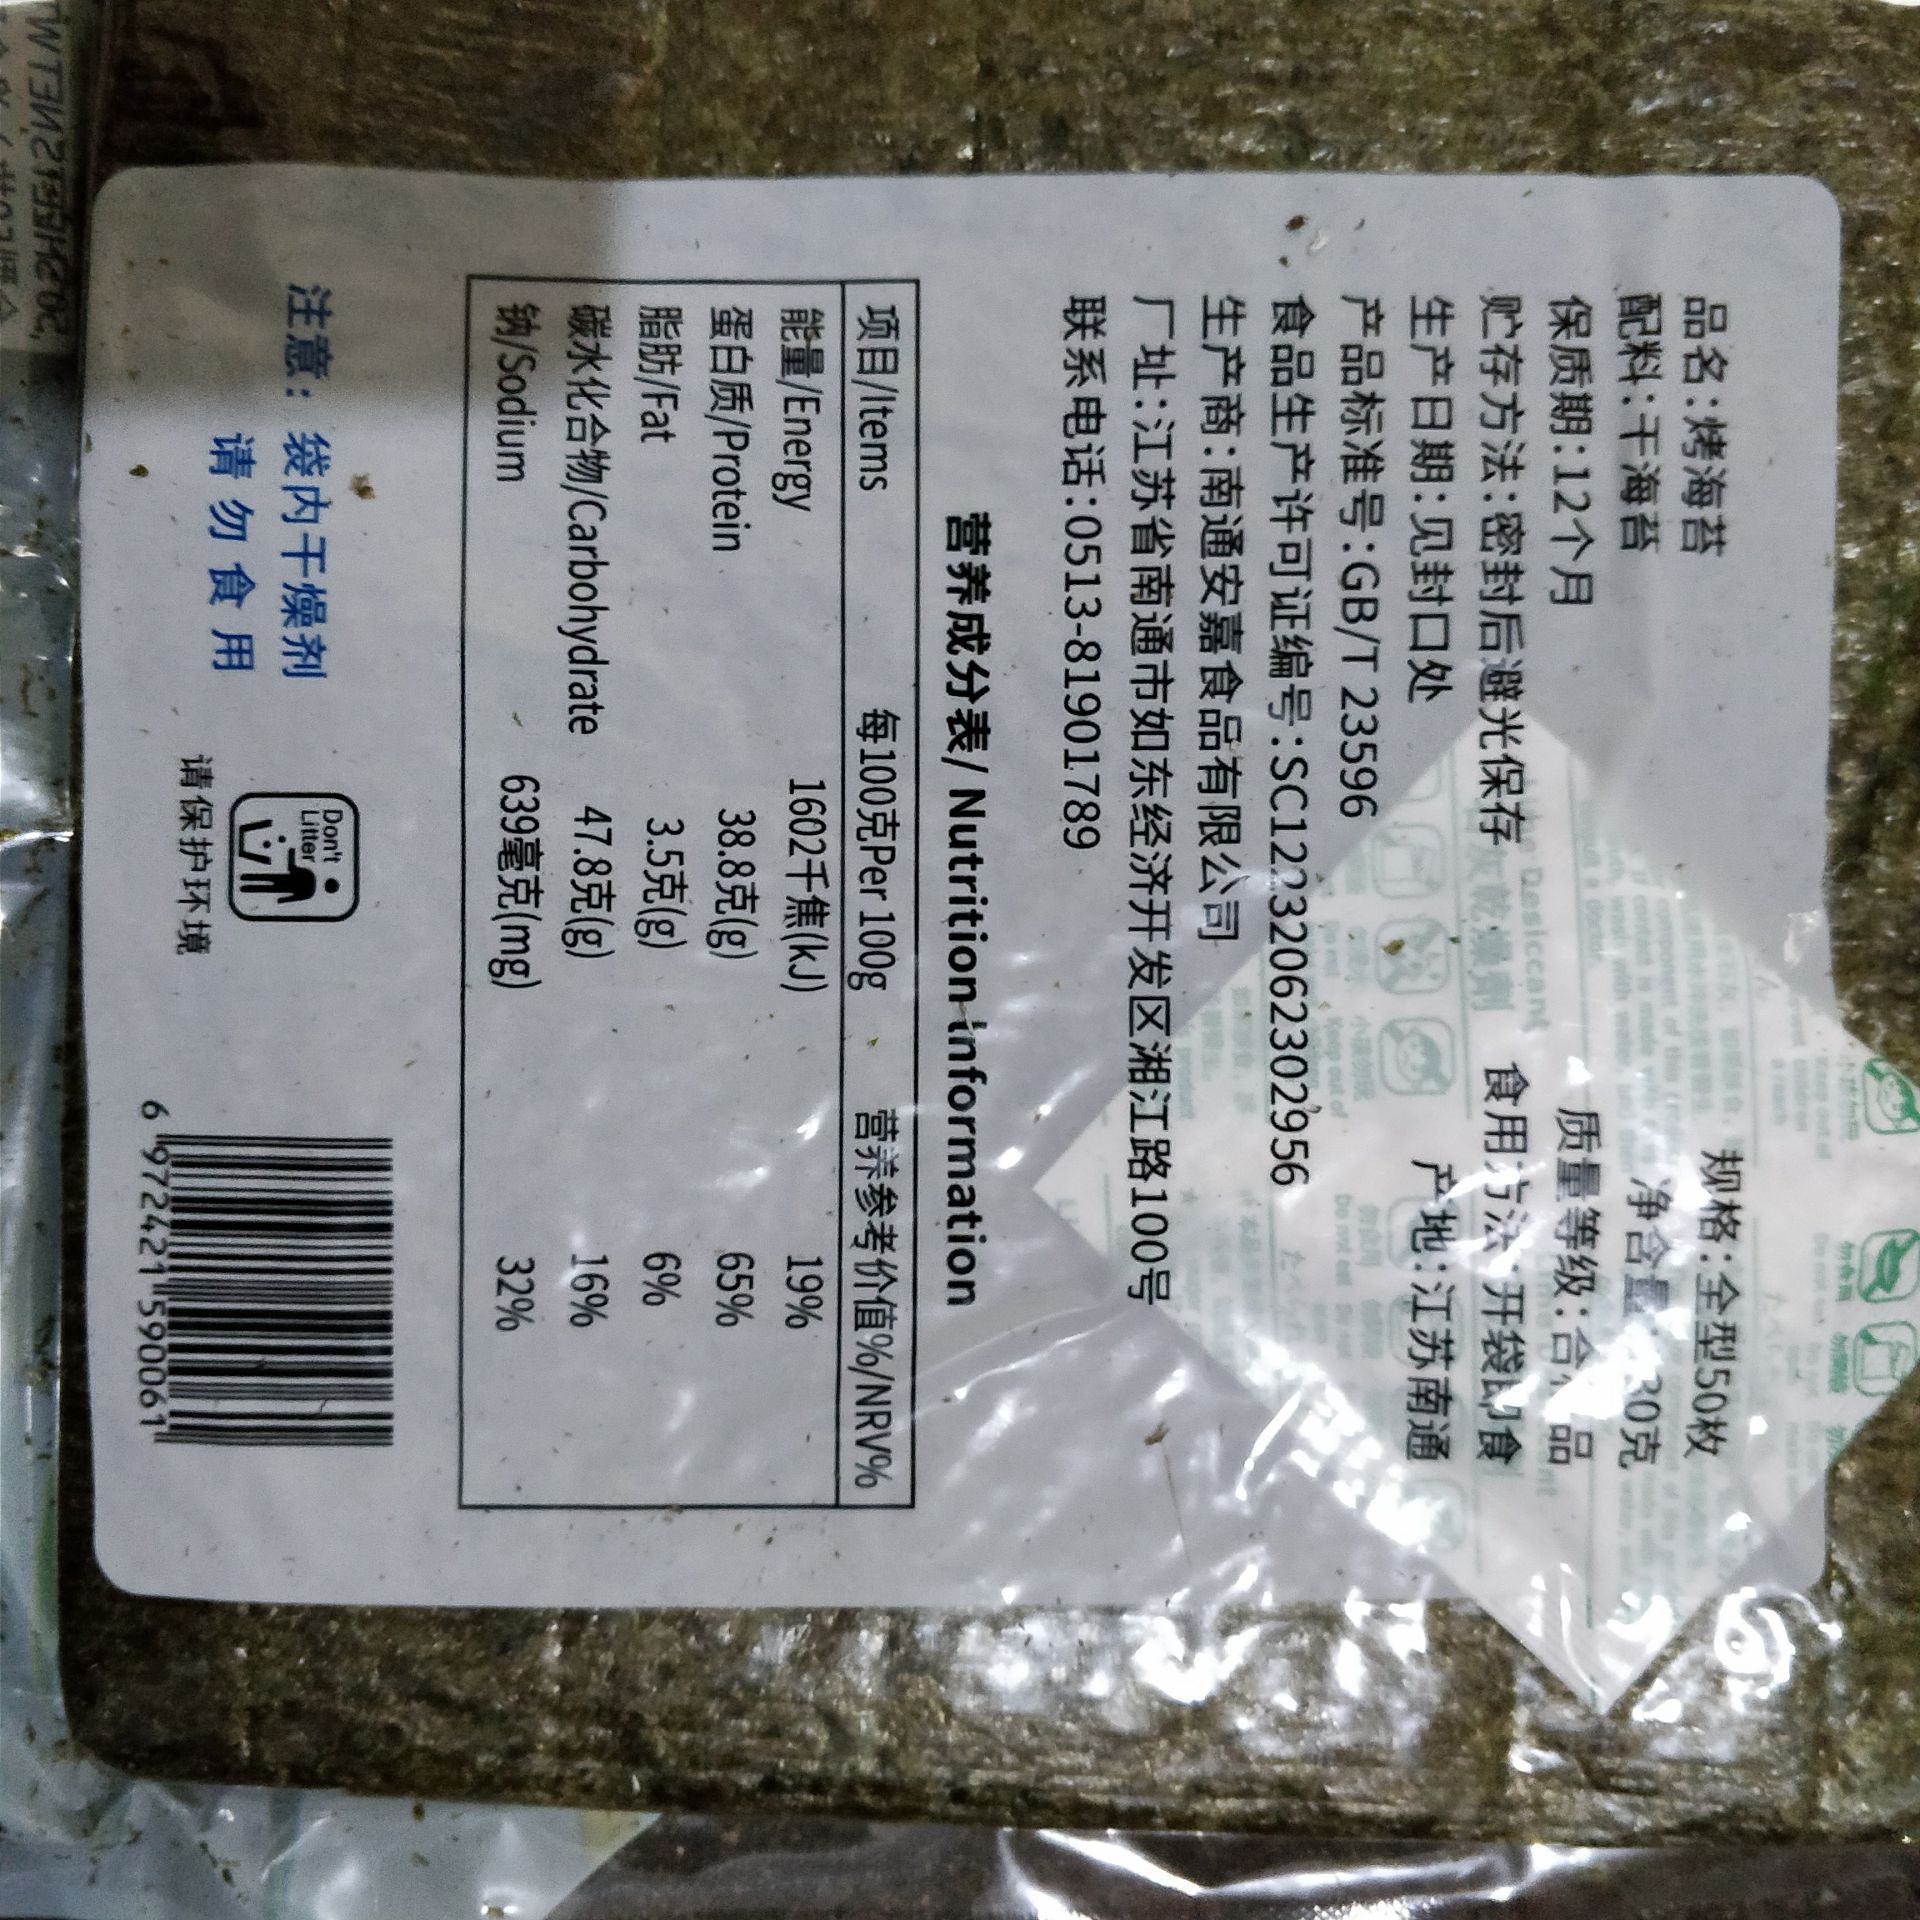 品名:烤海苔
规格:全型50枚
配料:干海苔
净含量: 30克
保质期:12个月
质量等级:合格品
贮存方法:密封后避光保存
食用方法:开袋即食
生产日期:见封口处
产地:江苏南通
产品标准号:GB/T 23596
食品生产许可证编号:SC12232062302956
生产商:南通安嘉食品有限公司
厂址:江苏省南通市如东经济开发区湘江路100号
联系电话:0513-81901789
营养成分表/ Nutrition Information
项目/Items 每100克Per 100g 营养参考价值%/NRV%
能量/Energy 1602千焦(kJ) 19%
蛋白质/Protein 38.8克(g) 65%
脂肪/Fat 3.5克(g) 6%
碳水化合物/Carbohydrate 47.8克(g) 16%
钠/Sodium 639毫克(mg) 32%
注意: 袋内干燥剂
请勿食用
Don't
Litter
请保护环境
6 972421 590061